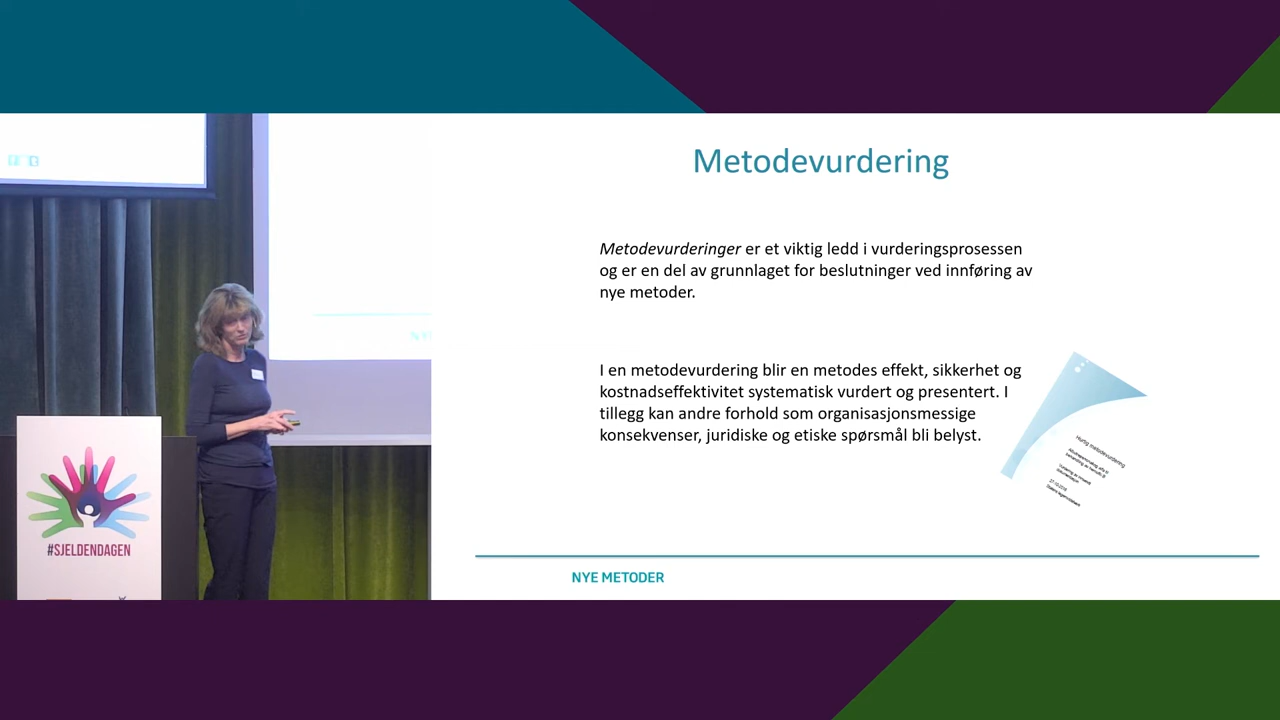 Metodevurdering
Metodevurderinger er et viktig ledd i vurderingsprosessen
og er en del av grunnlaget for beslutninger ved innføring av
nye metoder.
I en metodevurdering blir en metodes effekt, sikkerhet og
kostnadseffektivitet systematisk vurdert og presentert. I
tillegg kan andre forhold som organisasjonsmessige
konsekvenser, juridiske og etiske spørsmål bli belyst.
Hurtig metodevurdering
NYE METODER
#SJELDENDAGEN